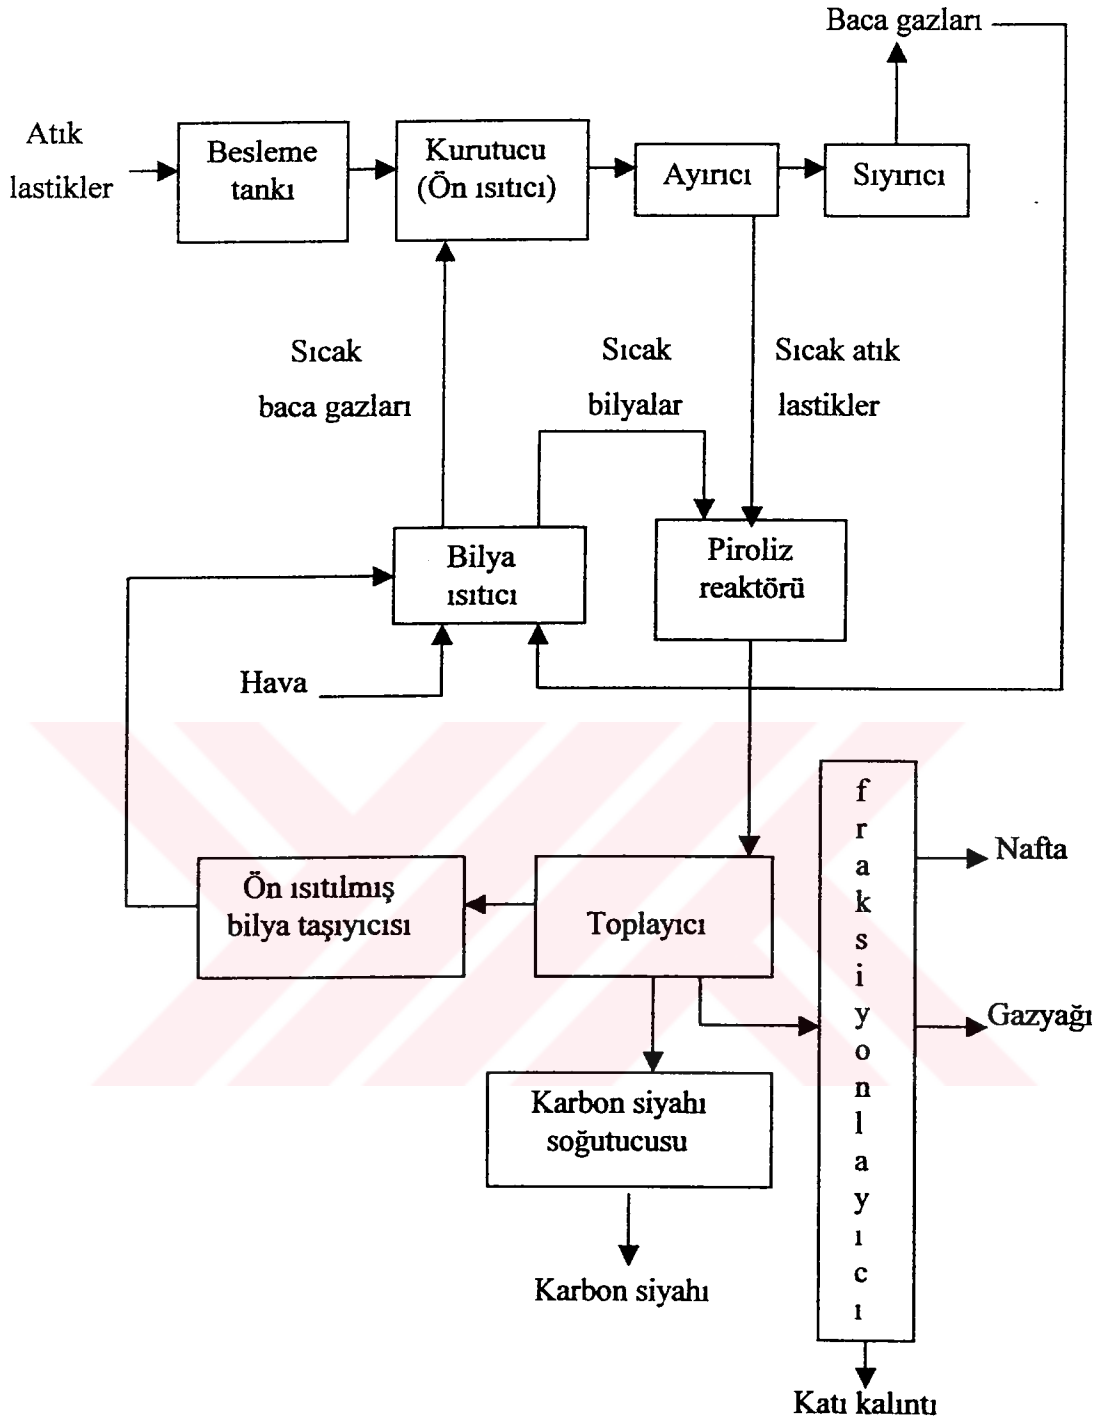 Baca gazları
Atık
lastikler
Besleme
tankı
Kurutucu
(Ön ısıtıcı)
Ayırıcı
Sıyırıcı
Sıcak
baca gazları
Sıcak
bilyalar
Sıcak atık
lastikler
Bilya
ısıtıcı
Piroliz
reaktörü
Hava
Ön ısıtılmış
bilya taşıyıcısı
Toplayıcı
fraksiyonlayıcı
Nafta
Gazyağı
Karbon siyahı
soğutucusu
Karbon siyahı
Katı kalıntı